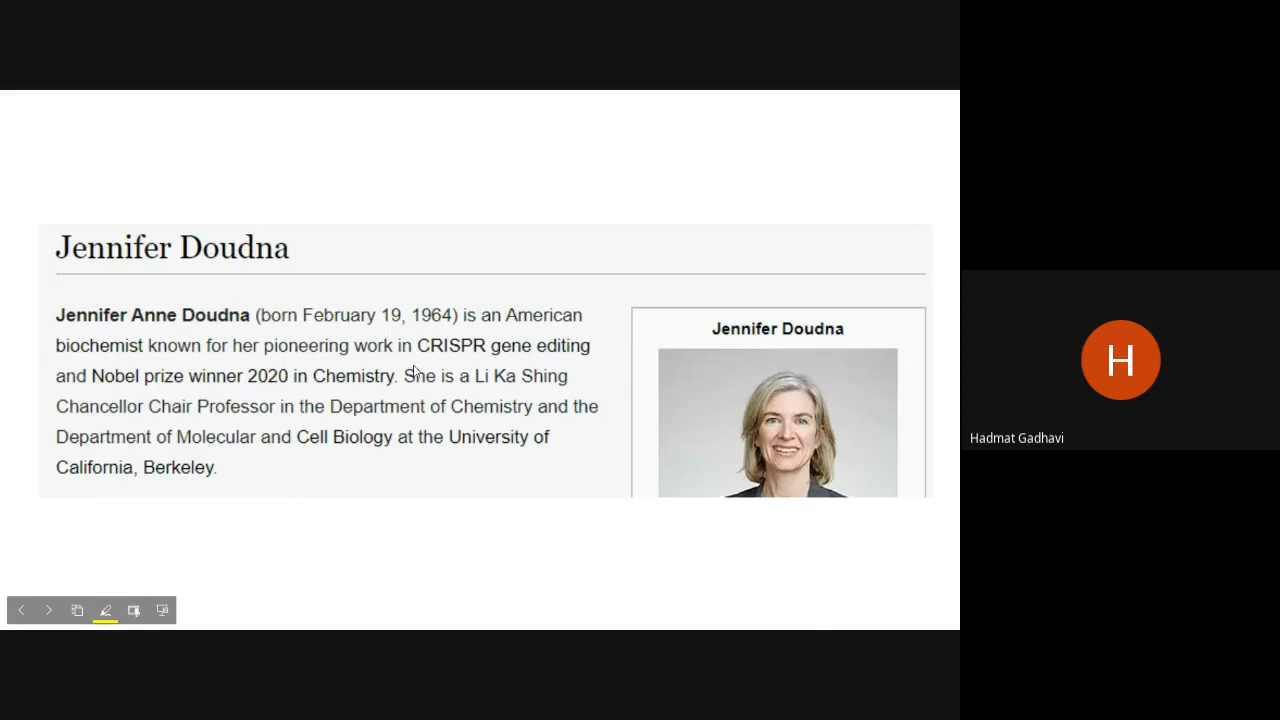 Jennifer Doudna
Jennifer Anne Doudna (born February 19, 1964) is an American
biochemist known for her pioneering work in CRISPR gene editing
and Nobel prize winner 2020 in Chemistry. She is a Li Ka Shing
Chancellor Chair Professor in the Department of Chemistry and the
Department of Molecular and Cell Biology at the University of
California, Berkeley.
Jennifer Doudna
H
Hadmat Gadhavi